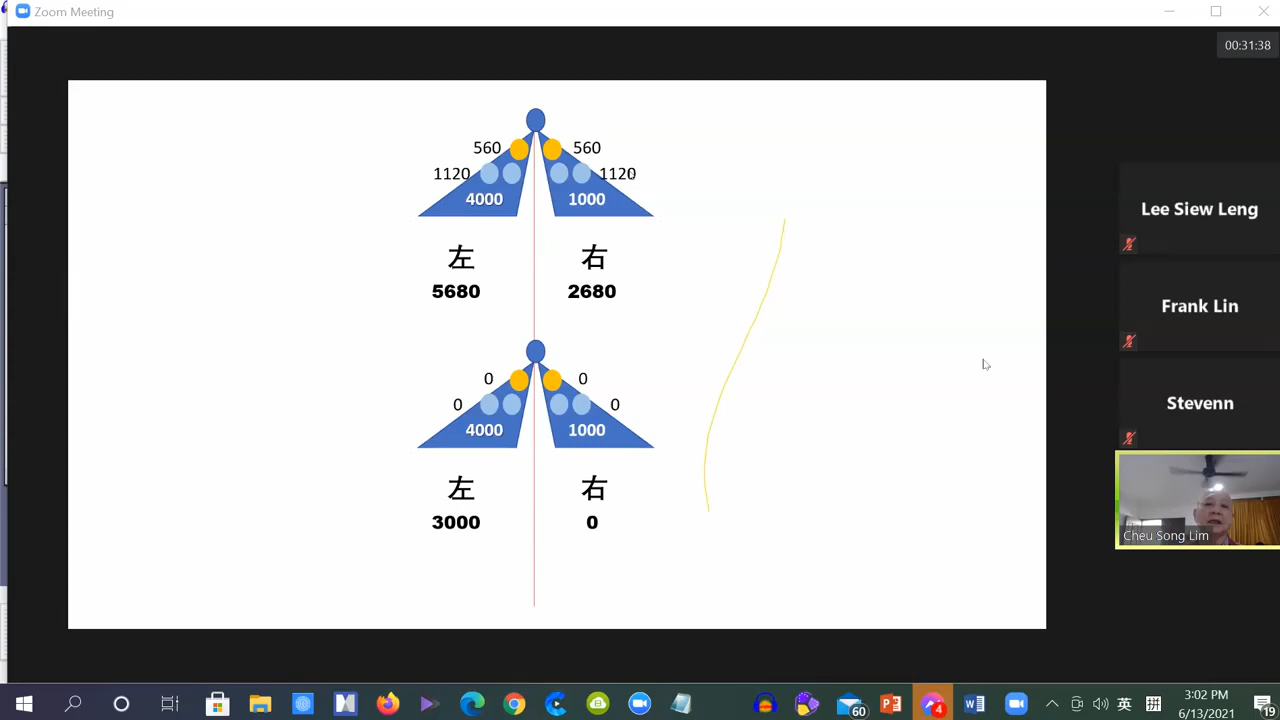 Zoom Meeting
00:31:38
560 560
1120 1120
4000 1000
左 右
5680 2680
0 0
0 0
4000 1000
左 右
3000 0
Lee Siew Leng
Frank Lin
Stevenn
Cheu Song Lim
60
4
英
拼
3:02 PM
6/13/2021
19